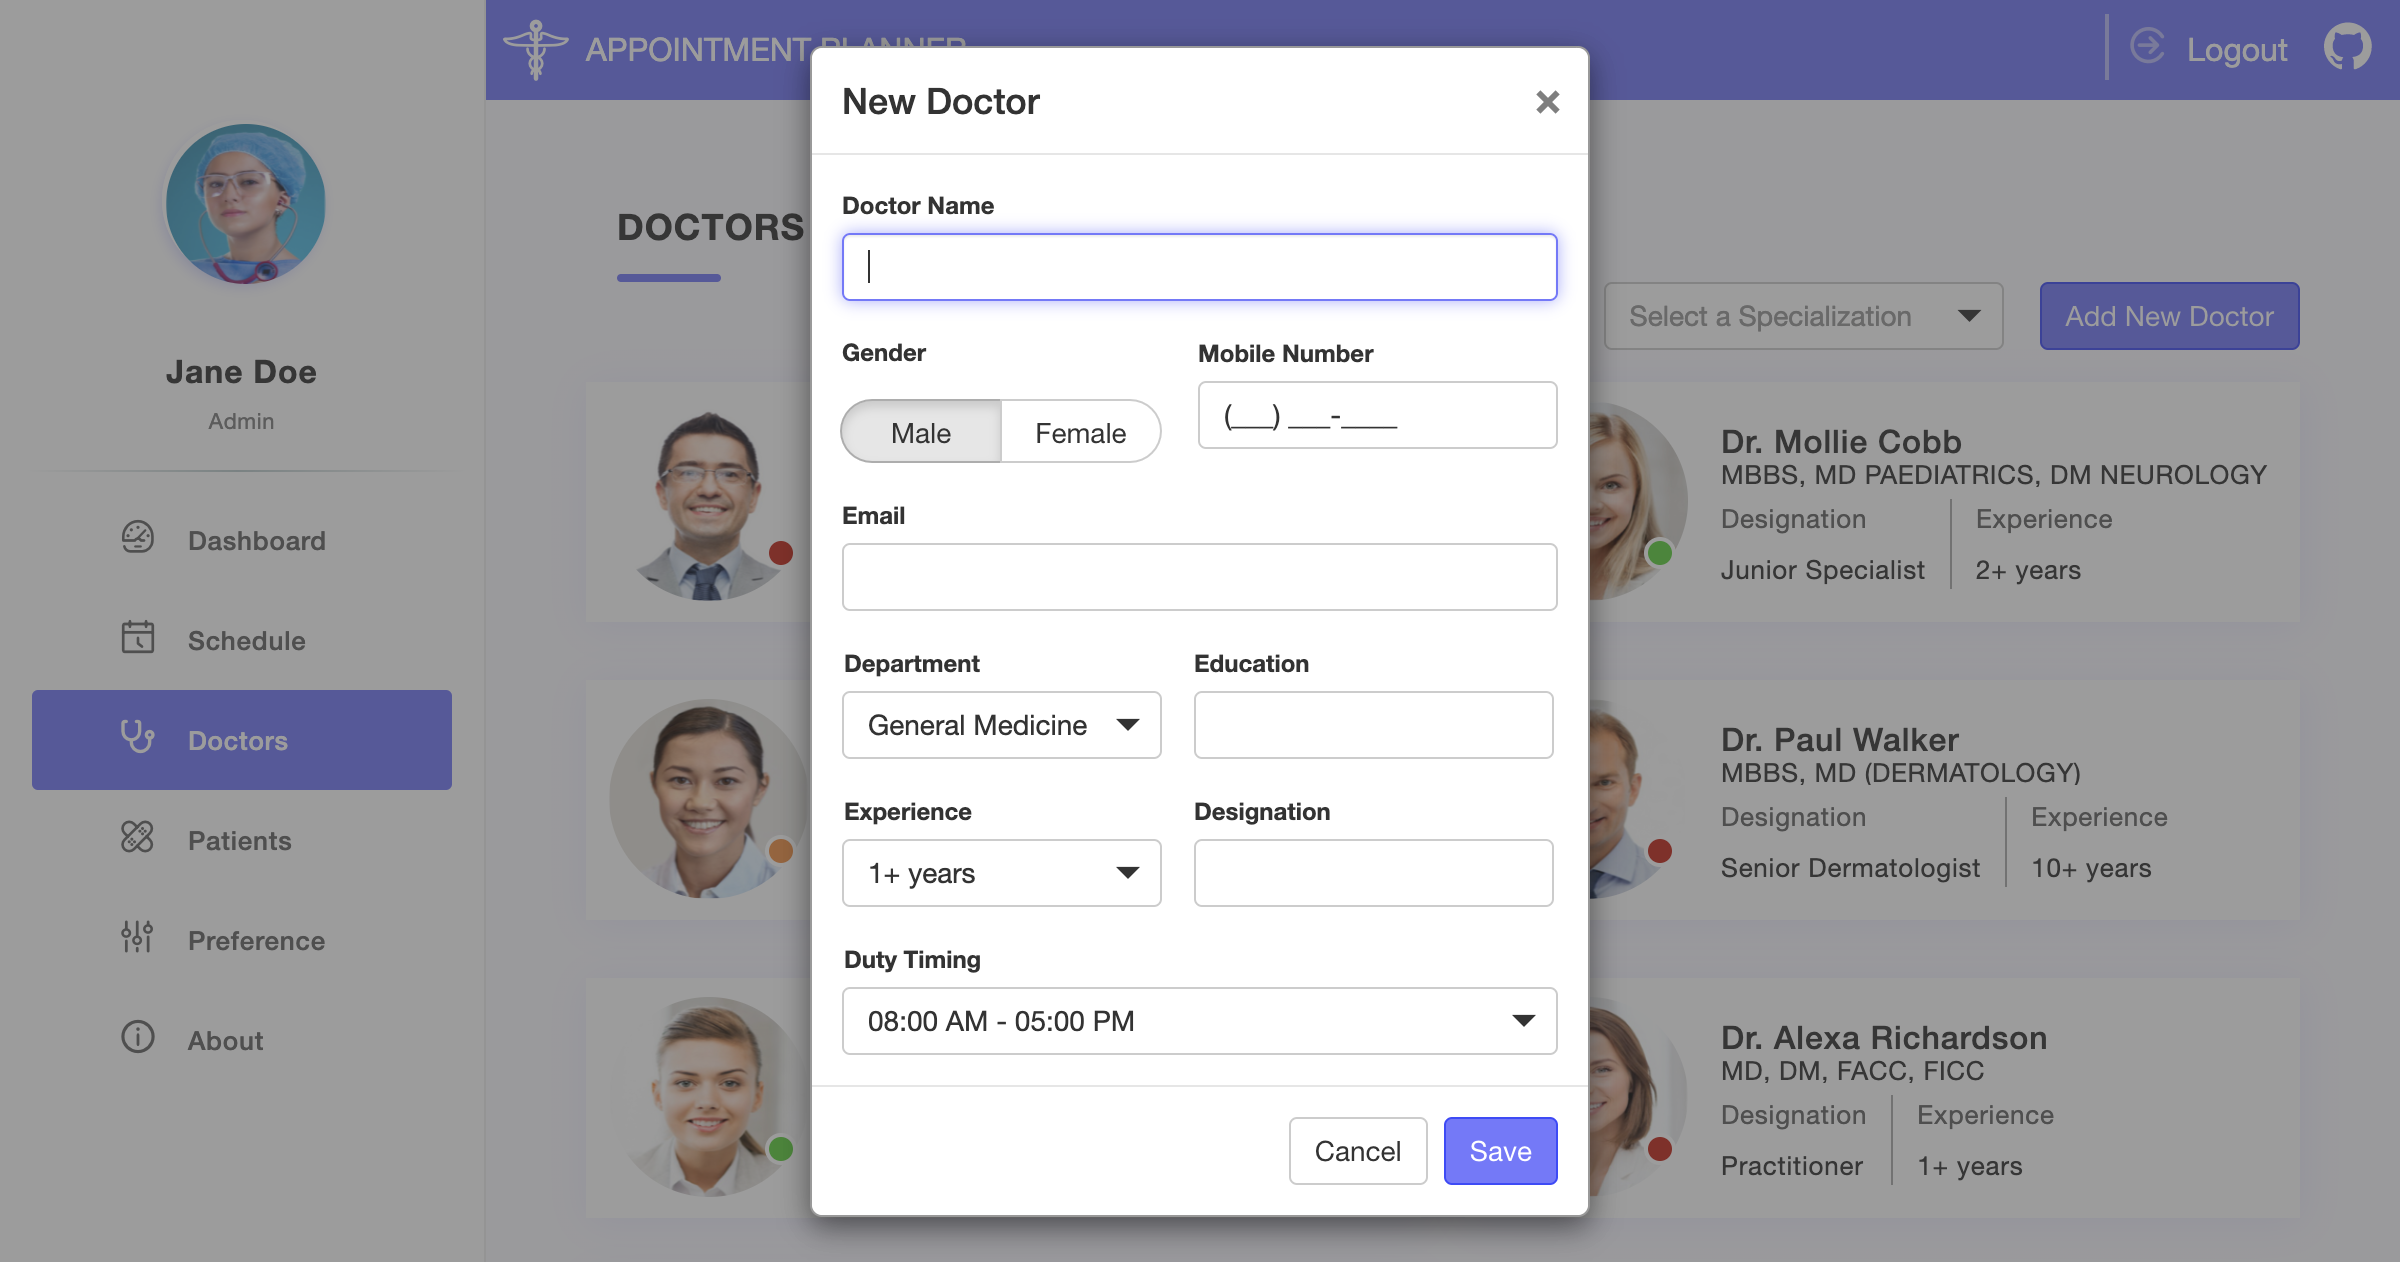 APPOINTMENT PLANNER
Logout
Jane Doe
Admin
Dashboard
Schedule
Doctors
Patients
Preference
About
DOCTORS
Select a Specialization
Add New Doctor
New Doctor
Doctor Name
Gender
Male
Female
Mobile Number
(___) ___-____
Email
Department
General Medicine
Education
Experience
1+ years
Designation
Duty Timing
08:00 AM - 05:00 PM
Cancel
Save
Dr. Mollie Cobb
MBBS, MD PAEDIATRICS, DM NEUROLOGY
Designation
Experience
Junior Specialist
2+ years
Dr. Paul Walker
MBBS, MD (DERMATOLOGY)
Designation
Experience
Senior Dermatologist
10+ years
Dr. Alexa Richardson
MD, DM, FACC, FICC
Designation
Experience
Practitioner
1+ years